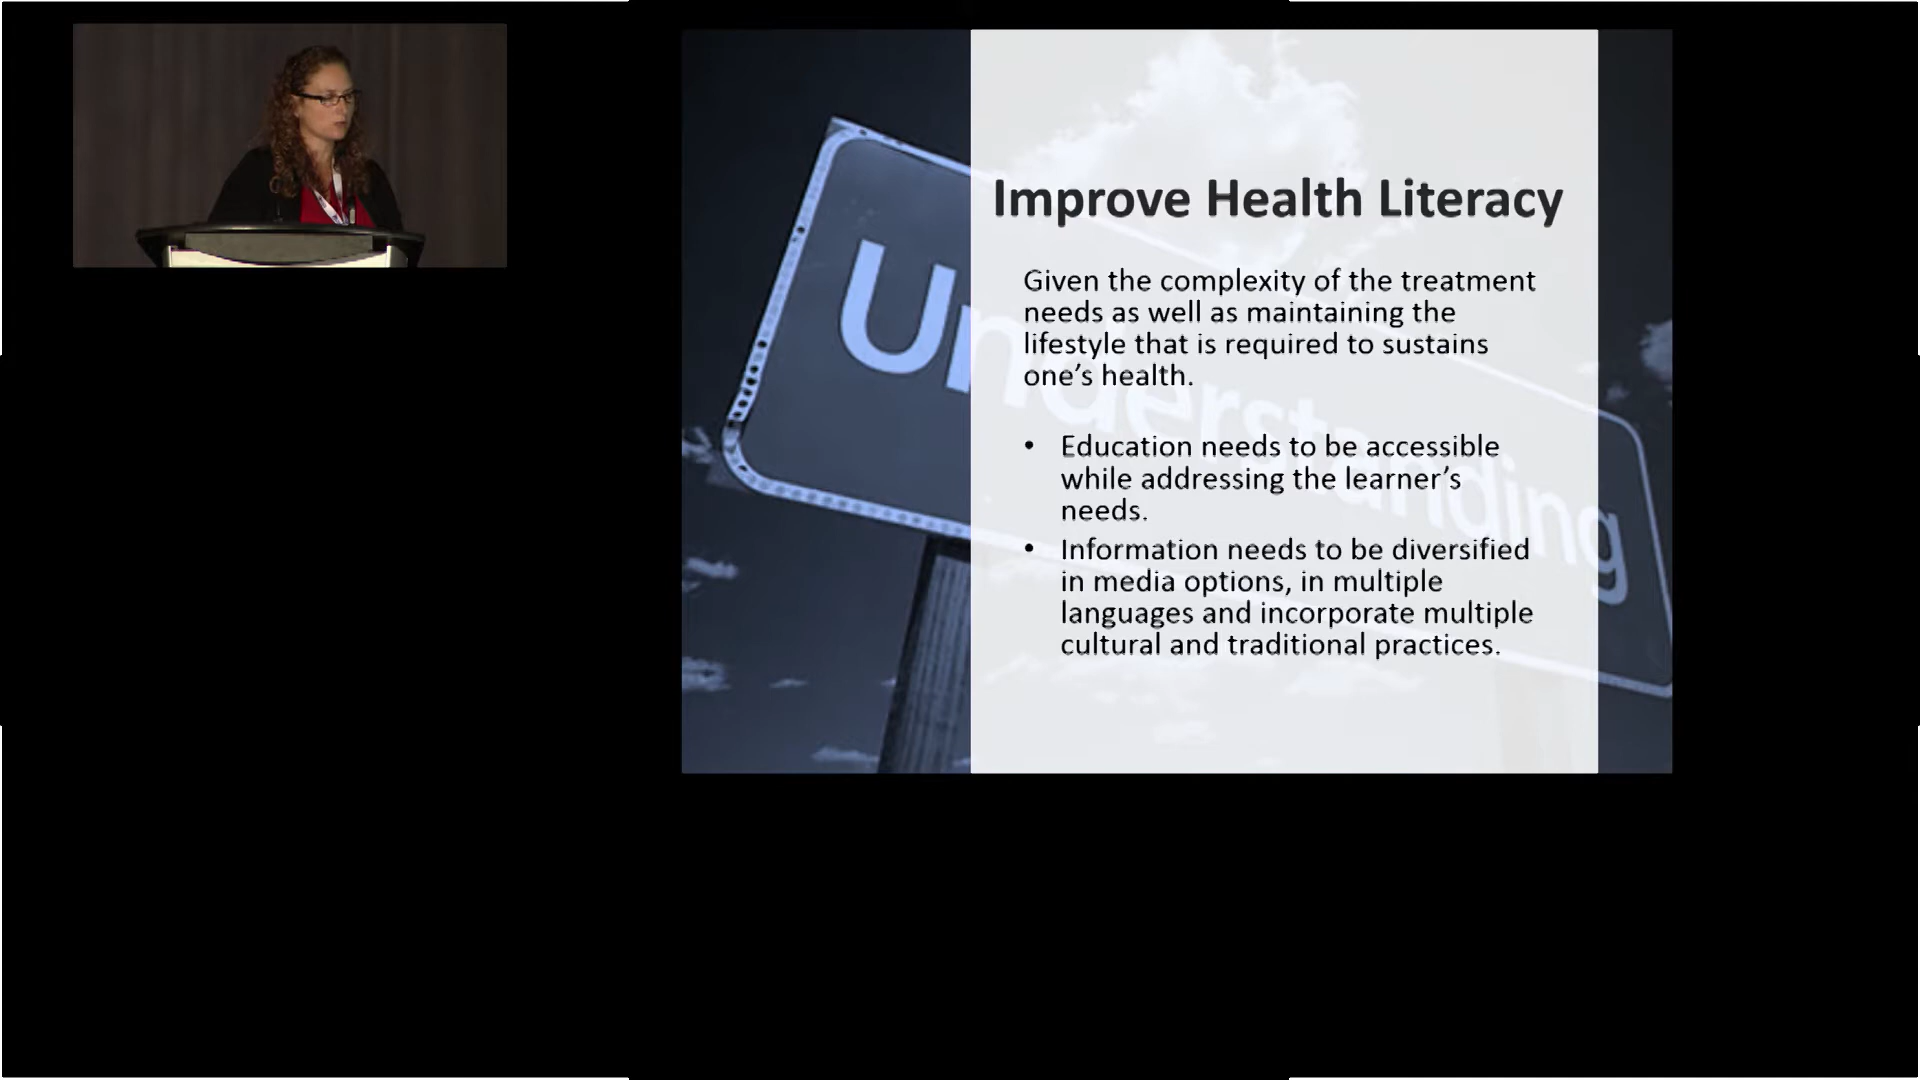 Improve Health Literacy
Given the complexity of the treatment
needs as well as maintaining the
lifestyle that is required to sustains
one's health.
• Education needs to be accessible
while addressing the learner's
needs.
• Information needs to be diversified
in media options, in multiple
languages and incorporate multiple
cultural and traditional practices.
Understanding